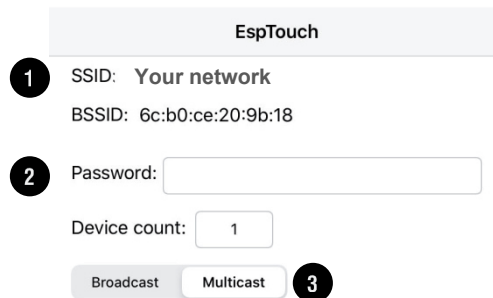 EspTouch
1 SSID: Your network
BSSID: 6c:b0:ce:20:9b:18
2 Password:
Device count: 1
Broadcast Multicast 3